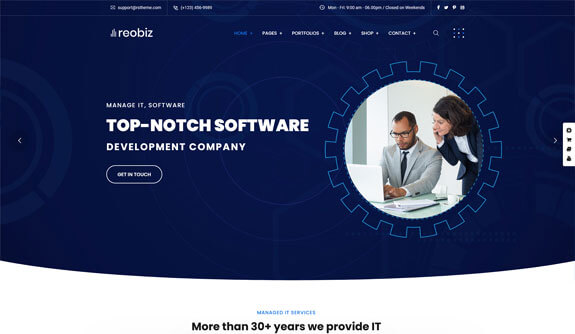 support@rstheme.com (+123) 456-9989 Mon - Fri: 9:00 am - 06.00pm / Closed on Weekends
reobiz HOME + PAGES + PORTFOLIOS + BLOG + SHOP + CONTACT +
MANAGE IT, SOFTWARE
TOP-NOTCH SOFTWARE
DEVELOPMENT COMPANY
GET IN TOUCH
MANAGED IT SERVICES
More than 30+ years we provide IT